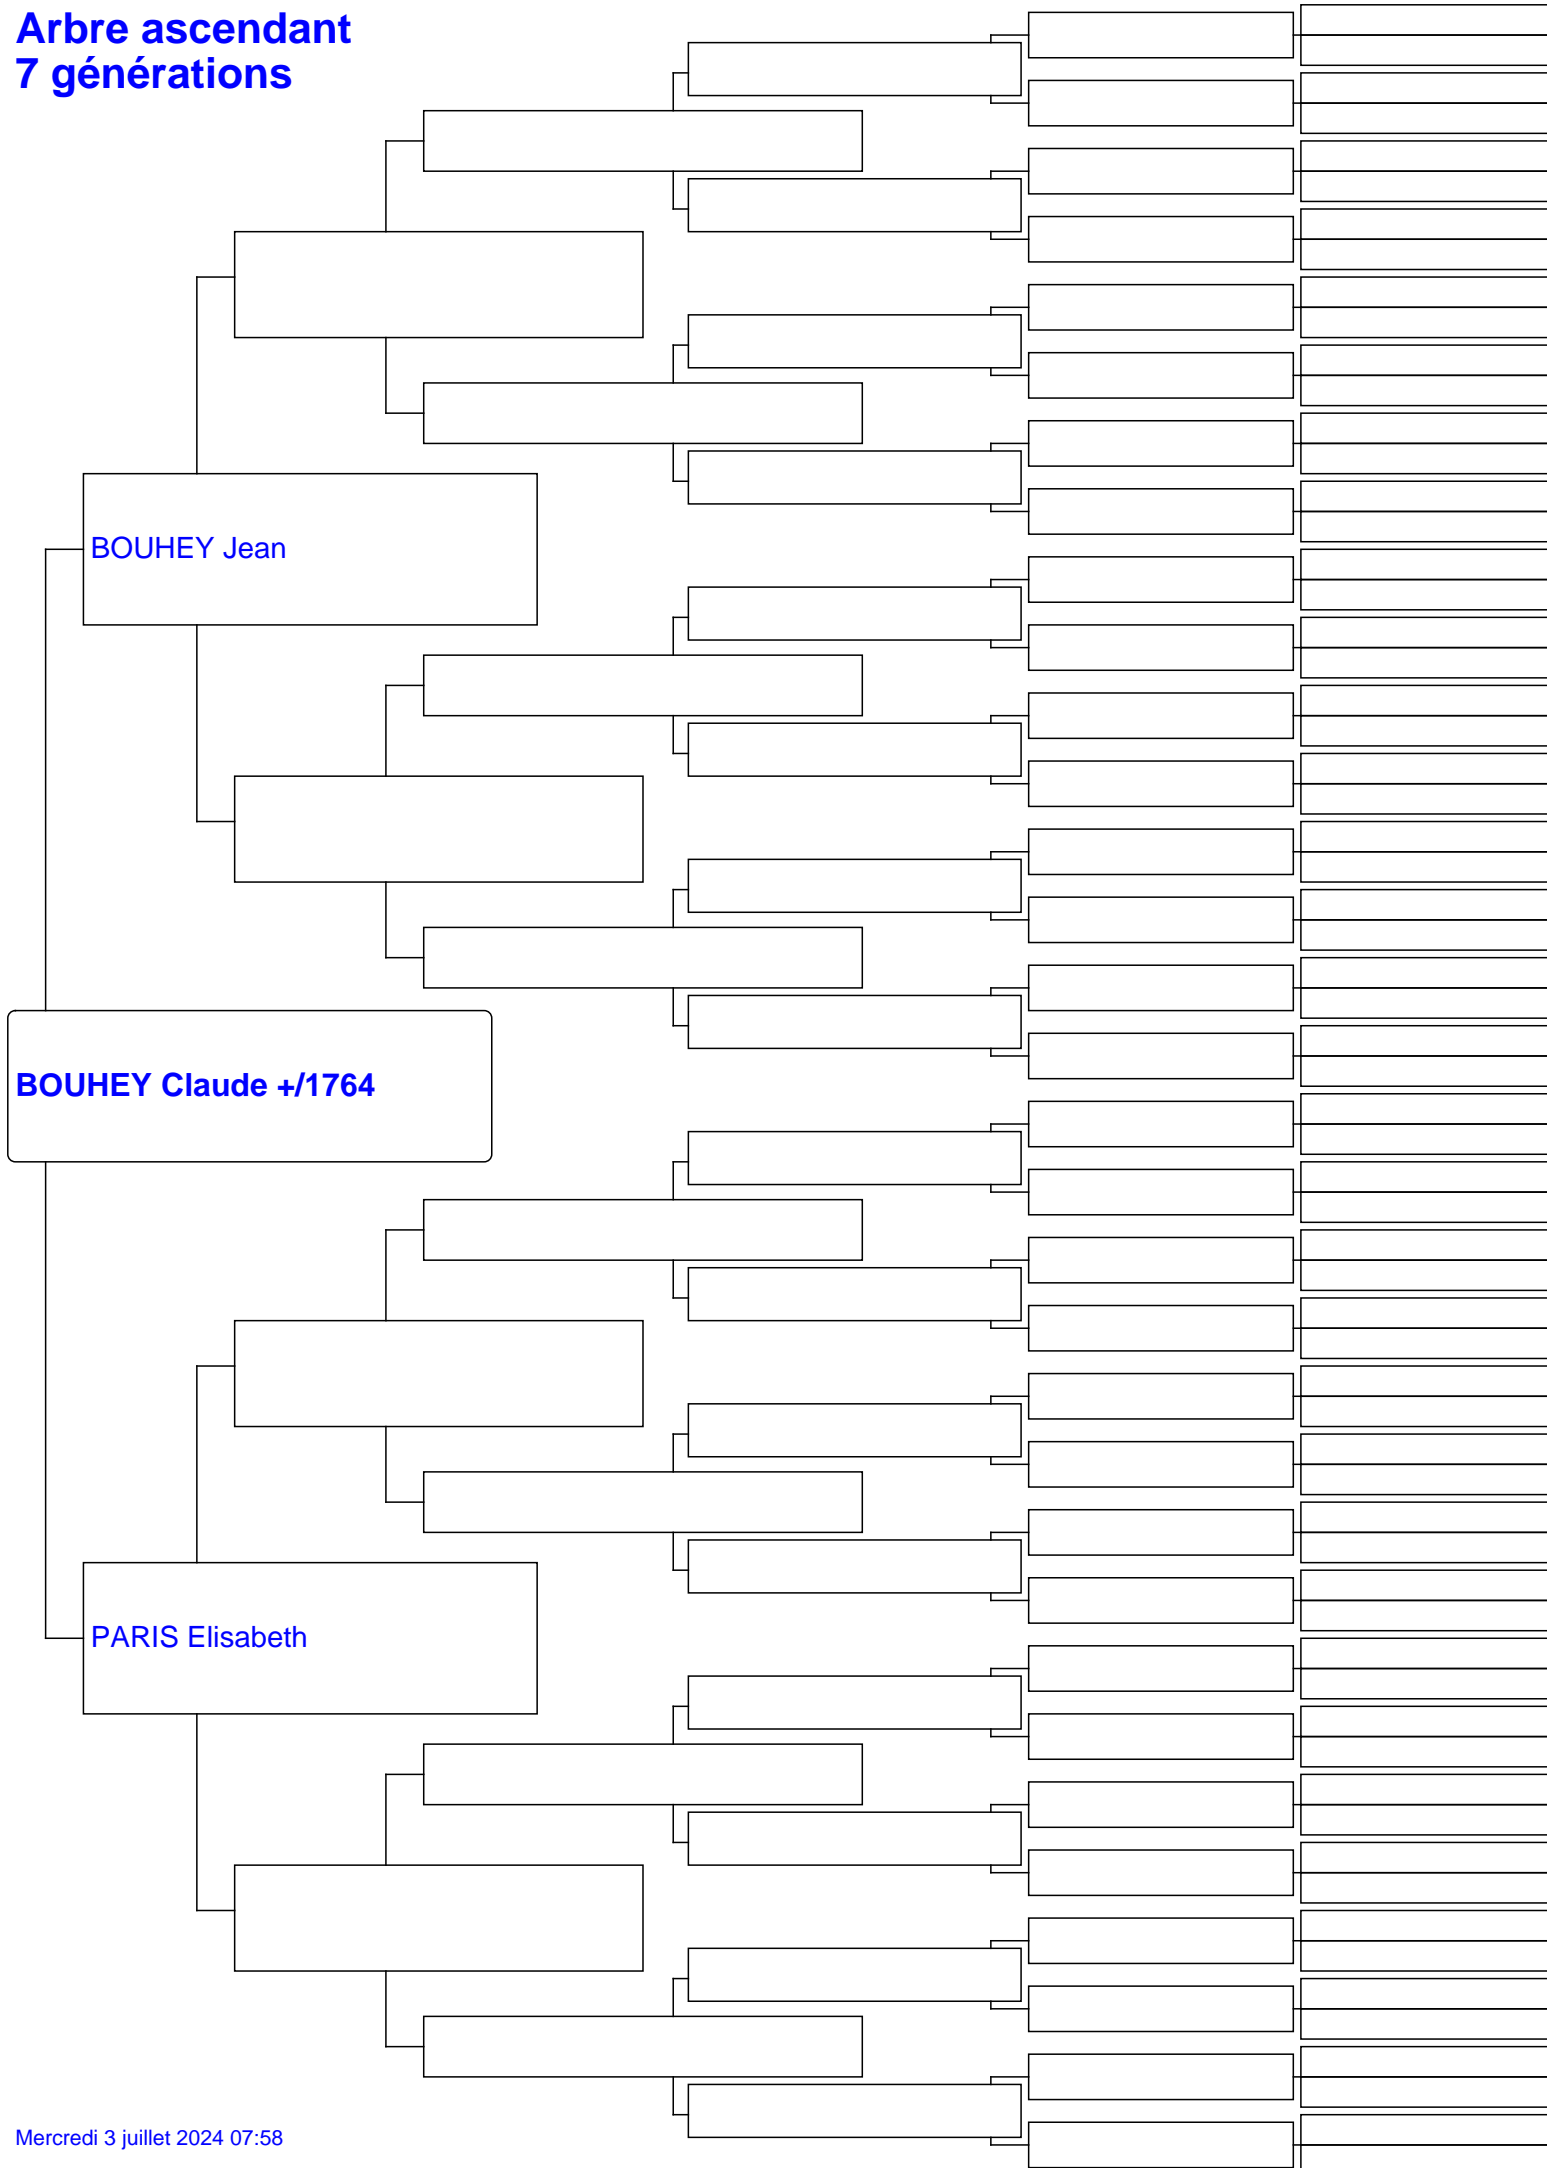 Arbre ascendant
7 générations
BOUHEY Jean
BOUHEY Claude +/1764
PARIS Elisabeth
Mercredi 3 juillet 2024 07:58